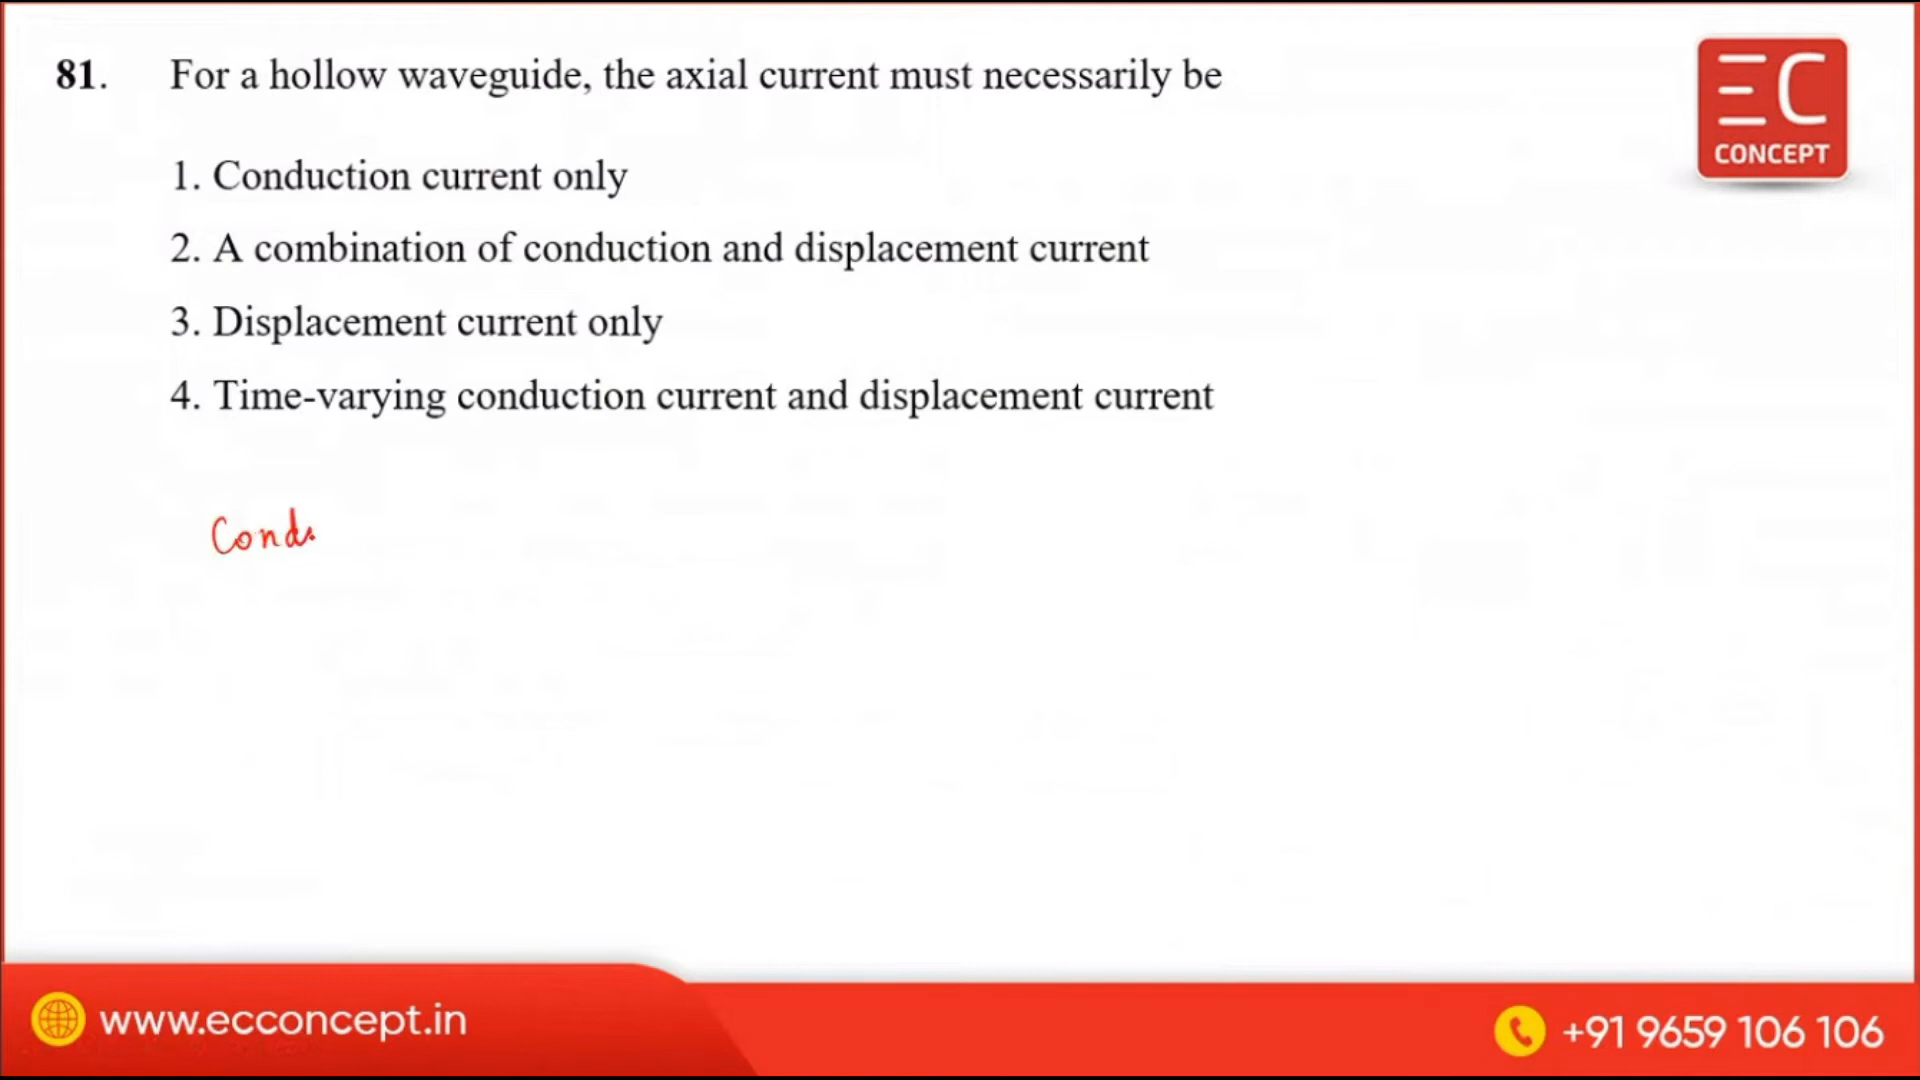 81. For a hollow waveguide, the axial current must necessarily be
EC
CONCEPT
1. Conduction current only
2. A combination of conduction and displacement current
3. Displacement current only
4. Time-varying conduction current and displacement current
Cond.
www.ecconcept.in
+91 9659 106 106